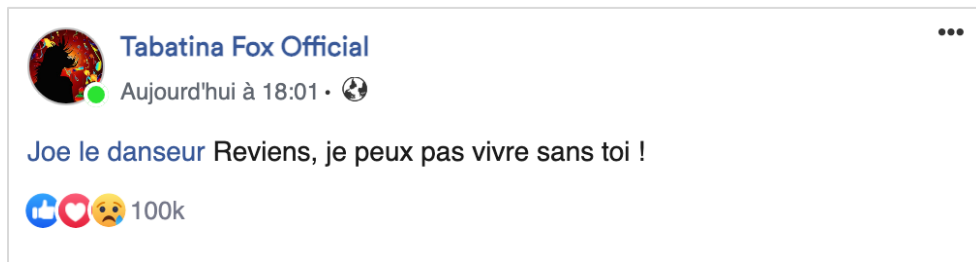 Tabatina Fox Official
Aujourd'hui à 18:01 •
Joe le danseur Reviens, je peux pas vivre sans toi !
100k